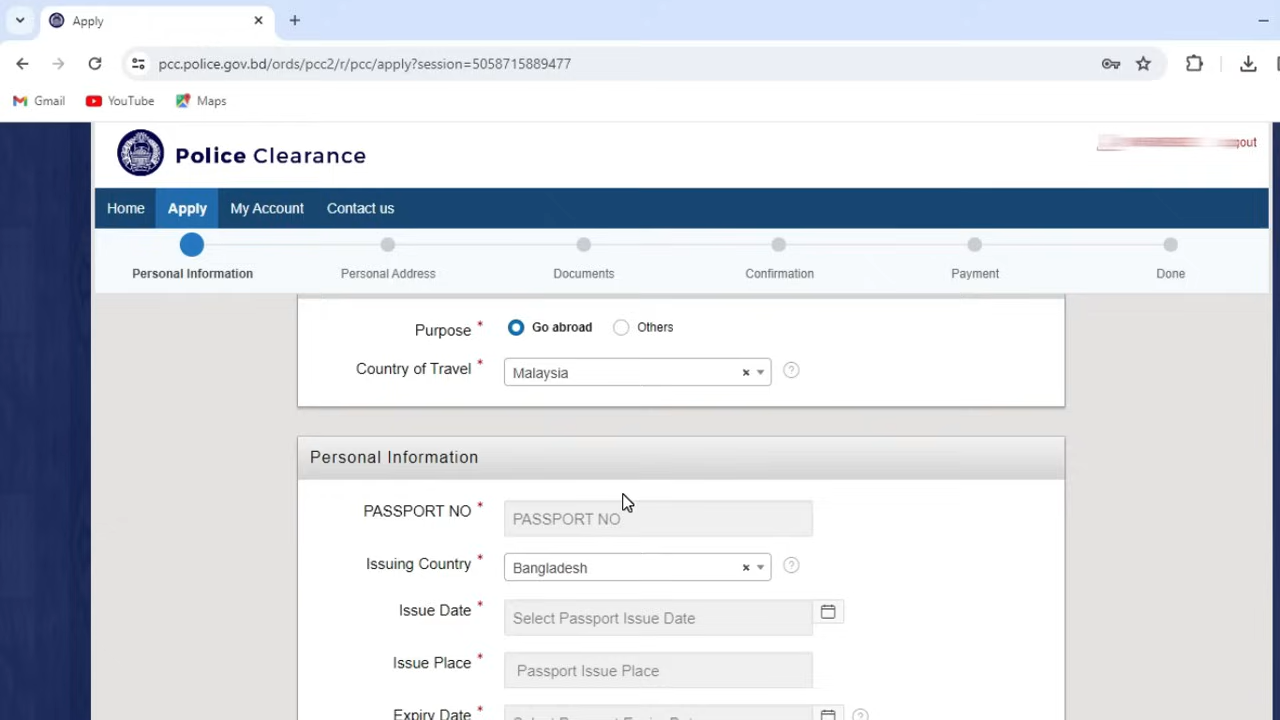 Apply
pcc.police.gov.bd/ords/pcc2/r/pcc/apply?session=5058715889477
Gmail YouTube Maps
Police Clearance
Home Apply My Account Contact us
Personal Information Personal Address Documents Confirmation Payment Done
Purpose * Go abroad Others
Country of Travel * Malaysia × ?
Personal Information
PASSPORT NO * PASSPORT NO
Issuing Country * Bangladesh × ?
Issue Date * Select Passport Issue Date
Issue Place * Passport Issue Place
Expiry Date *